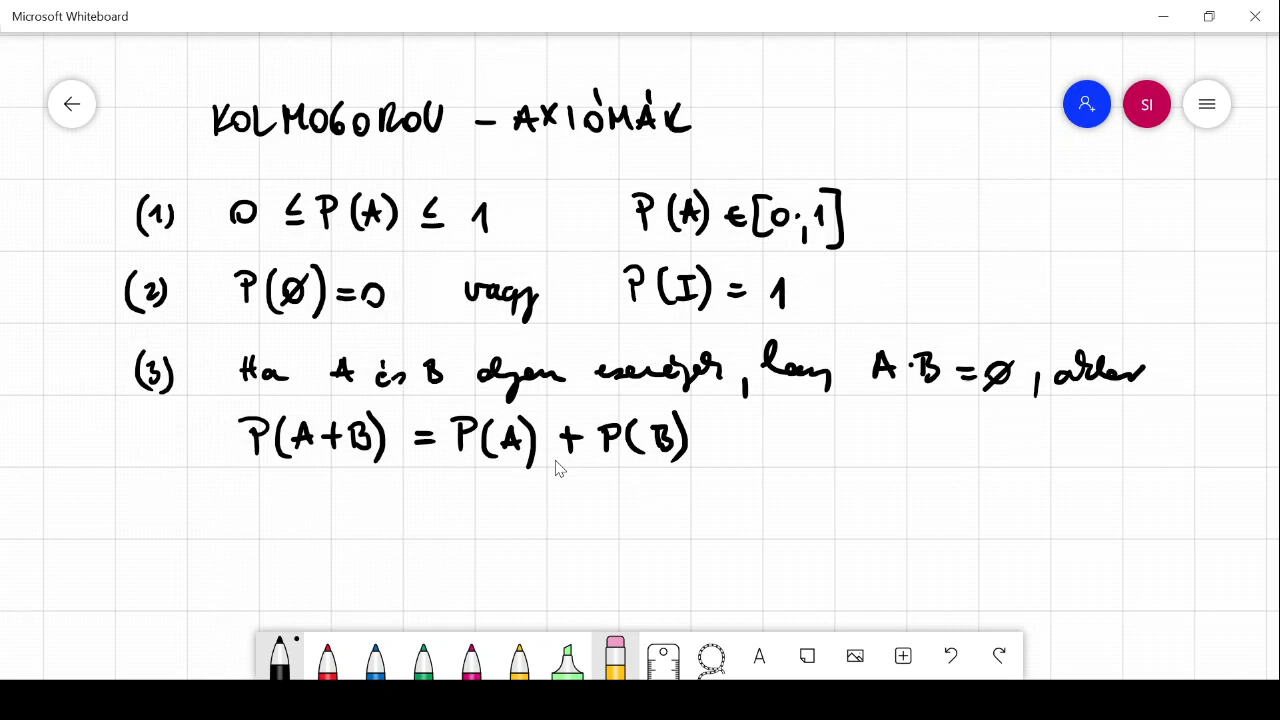 Microsoft Whiteboard
SI
KOLMOGOROV - AXIÓMÁK
(1) 0 ≤ P(A) ≤ 1 P(A) ∈ [0;1]
(2) P(∅)=0 vagy P(I) = 1
(3) Ha A és B olyan események, hogy A·B = ∅, akkor
P(A+B) = P(A) + P(B)
A